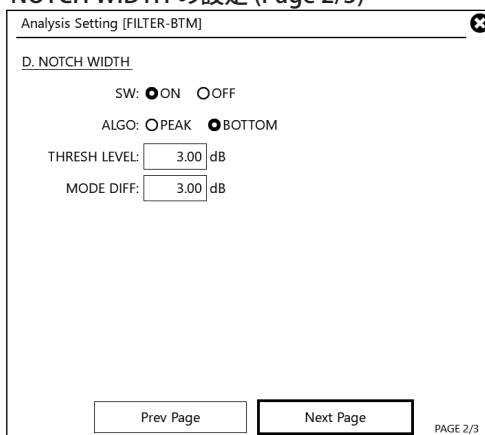 NOTCH WIDTH の設定 (Page 2/3)
Analysis Setting [FILTER-BTM]
D. NOTCH WIDTH
SW: ON OFF
ALGO: PEAK BOTTOM
THRESH LEVEL: 3.00 dB
MODE DIFF: 3.00 dB
Prev Page Next Page PAGE 2/3